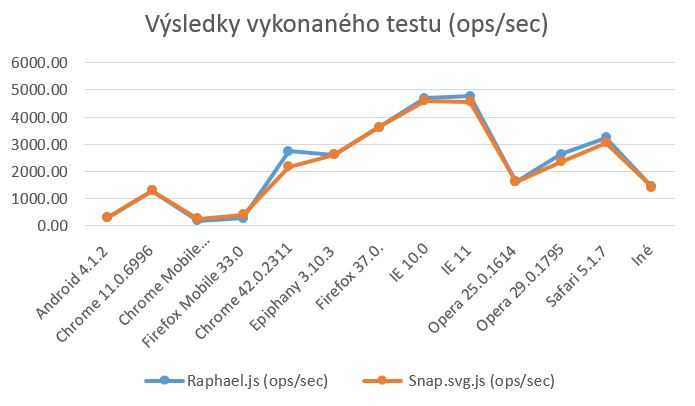 Výsledky vykonaného testu (ops/sec)
6000.00
5000.00
4000.00
3000.00
2000.00
1000.00
0.00
Android 4.1.2
Chrome 11.0.6996
Chrome Mobile...
Firefox Mobile 33.0
Chrome 42.0.2311
Epiphany 3.10.3
Firefox 37.0.
IE 10.0
IE 11
Opera 25.0.1614
Opera 29.0.1795
Safari 5.1.7
Iné
Raphael.js (ops/sec)
Snap.svg.js (ops/sec)